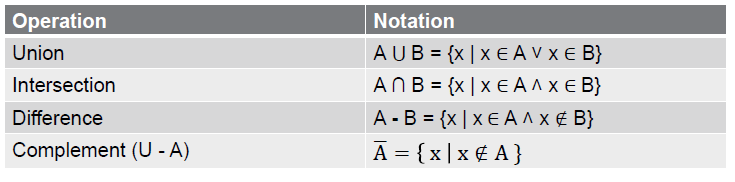 Operation Notation
Union A ∪ B = {x | x ∈ A ∨ x ∈ B}
Intersection A ∩ B = {x | x ∈ A ∧ x ∈ B}
Difference A - B = {x | x ∈ A ∧ x ∉ B}
Complement (U - A) A̅ = { x | x ∉ A }